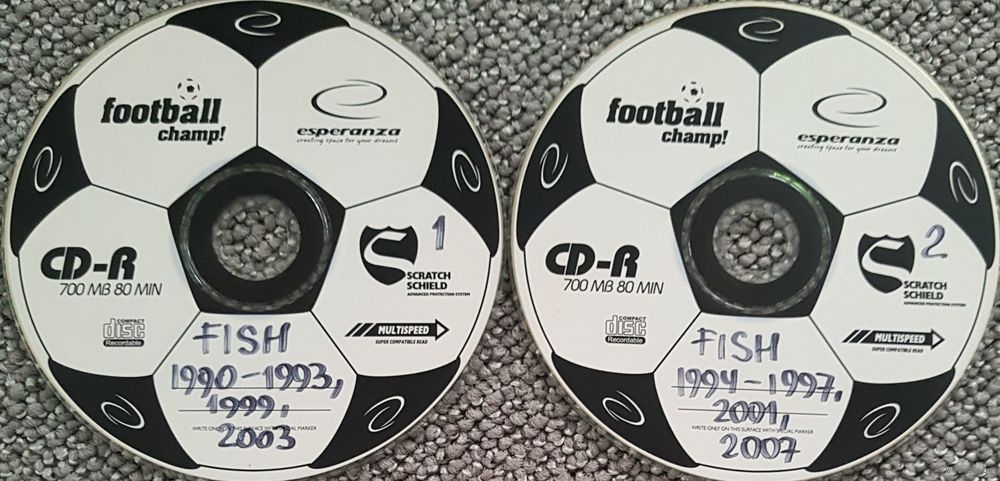 football
champ!
esperanza
creating space for your dreams
1
SCRATCH
SHIELD
ADVANCED PROTECTION SYSTEM
CD-R
700 MB 80 MIN
COMPACT
disc
Recordable
MULTISPEED
SUPER COMPATIBLE READ
FISH
1990-1993,
1999,
WRITE ONLY ON THIS SURFACE WITH SPECIAL MARKER
2003
football
champ!
esperanza
creating space for your dreams
2
SCRATCH
SHIELD
ADVANCED PROTECTION SYSTEM
CD-R
700 MB 80 MIN
COMPACT
disc
Recordable
MULTISPEED
SUPER COMPATIBLE READ
FISH
1994-1997,
2001,
WRITE ONLY ON THIS SURFACE WITH SPECIAL MARKER
2007